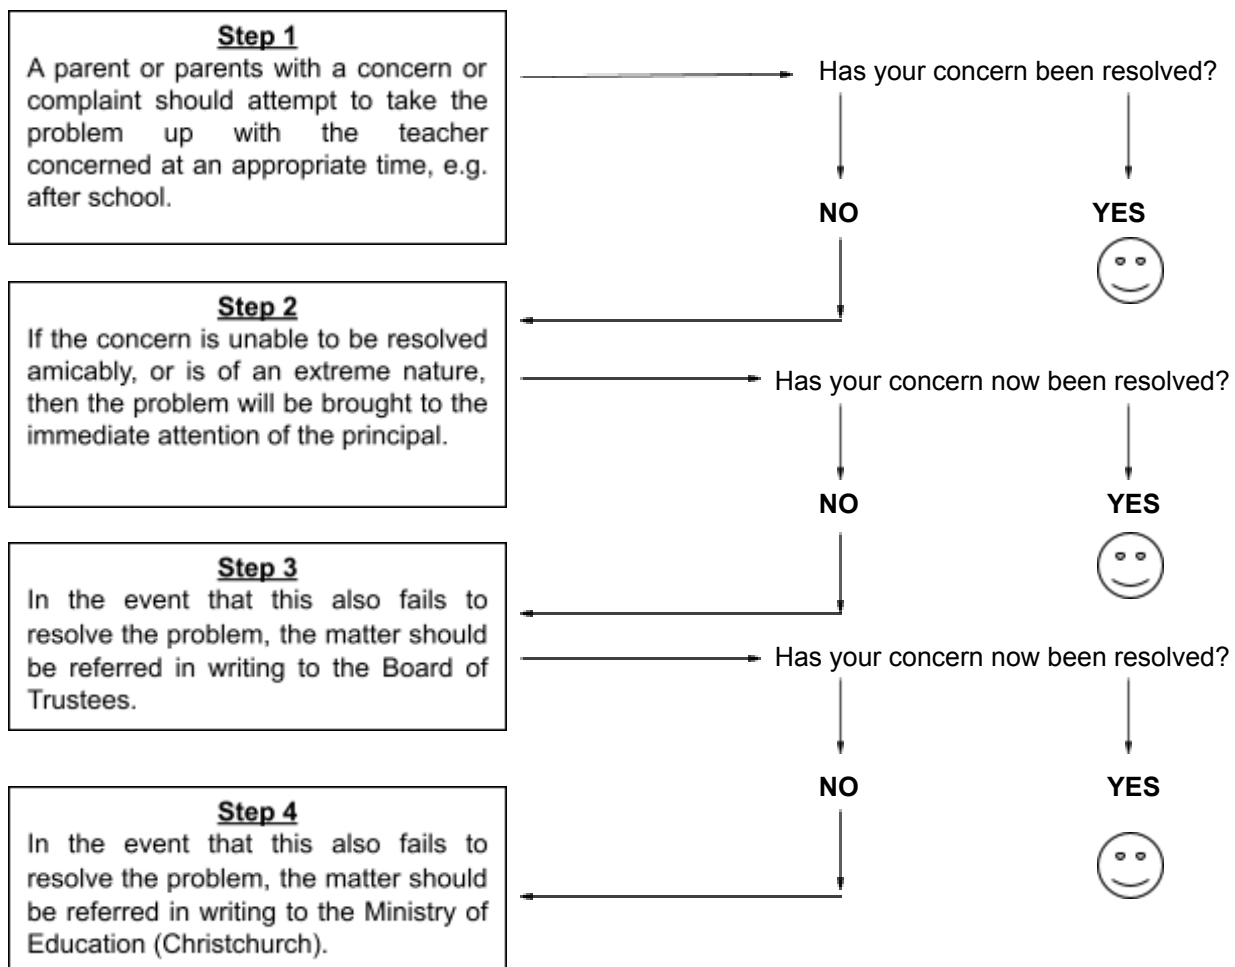 Step 1
A parent or parents with a concern or
complaint should attempt to take the
problem up with the teacher
concerned at an appropriate time, e.g.
after school.
Has your concern been resolved?
NO
YES
Step 2
If the concern is unable to be resolved
amicably, or is of an extreme nature,
then the problem will be brought to the
immediate attention of the principal.
Has your concern now been resolved?
NO
YES
Step 3
In the event that this also fails to
resolve the problem, the matter should
be referred in writing to the Board of
Trustees.
Has your concern now been resolved?
NO
YES
Step 4
In the event that this also fails to
resolve the problem, the matter should
be referred in writing to the Ministry of
Education (Christchurch).